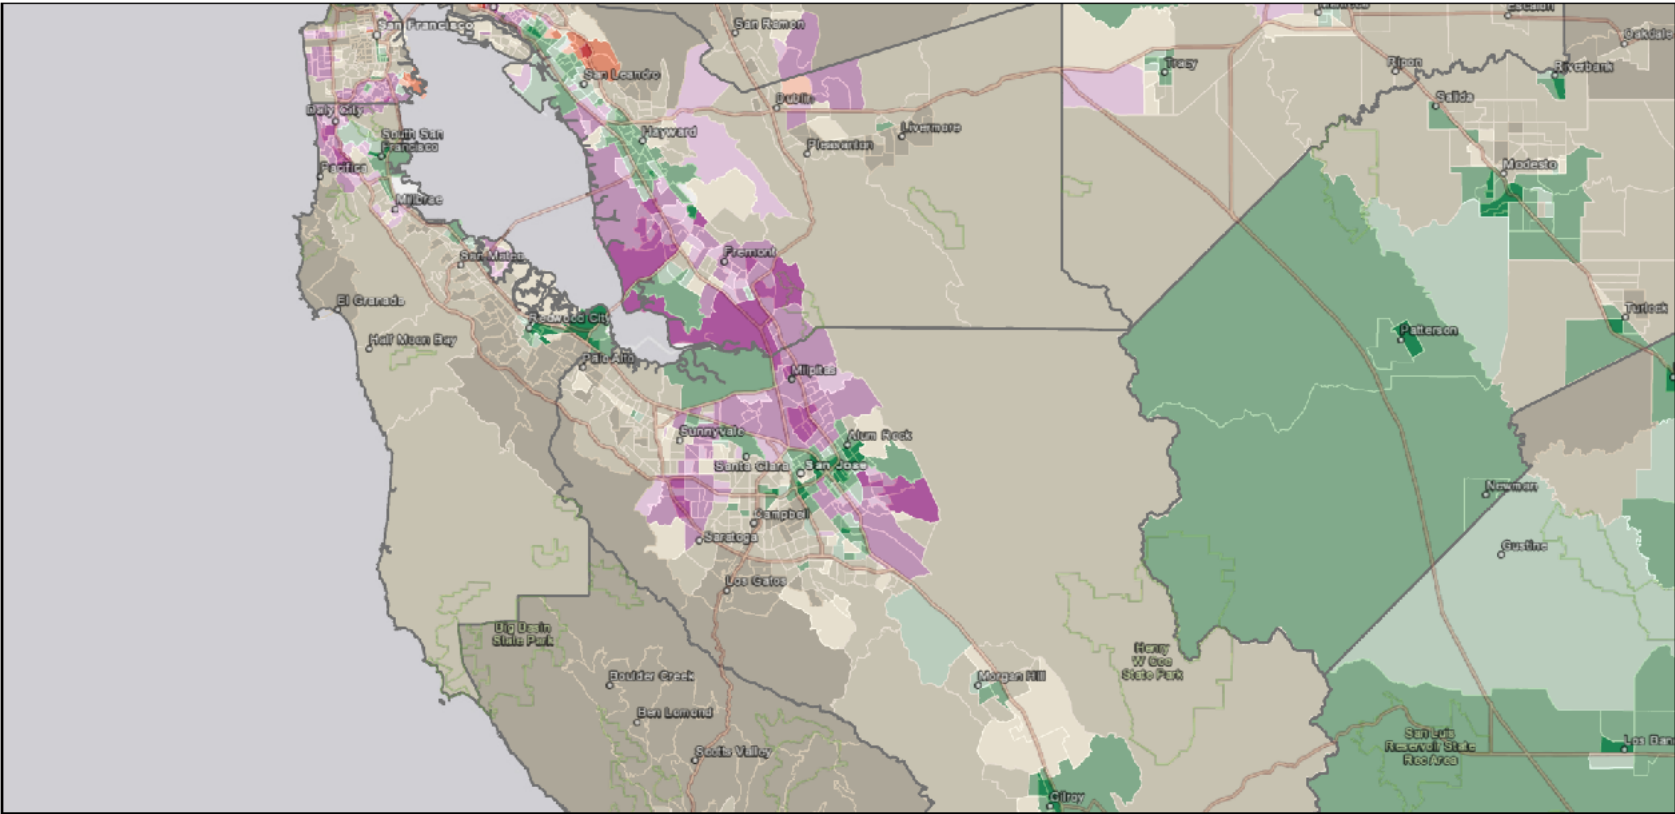 San Francisco
San Ramon
Escalon
Oakdale
San Leandro
Tracy
Ripon
Riverbank
Dublin
Salida
Daly City
South San
Francisco
Hayward
Livermore
Pleasanton
Pacifica
Modesto
Millbrae
San Mateo
Fremont
El Granada
Redwood City
Turlock
Patterson
Half Moon Bay
Palo Alto
Milpitas
Sunnyvale
Alum Rock
Santa Clara
San Jose
Newman
Campbell
Saratoga
Gustine
Los Gatos
Big Basin
State Park
Henry
W Coe
State Park
Boulder Creek
Morgan Hill
Ben Lomond
Scotts Valley
San Luis
Reservoir State
Rec Area
Los Ban
Gilroy